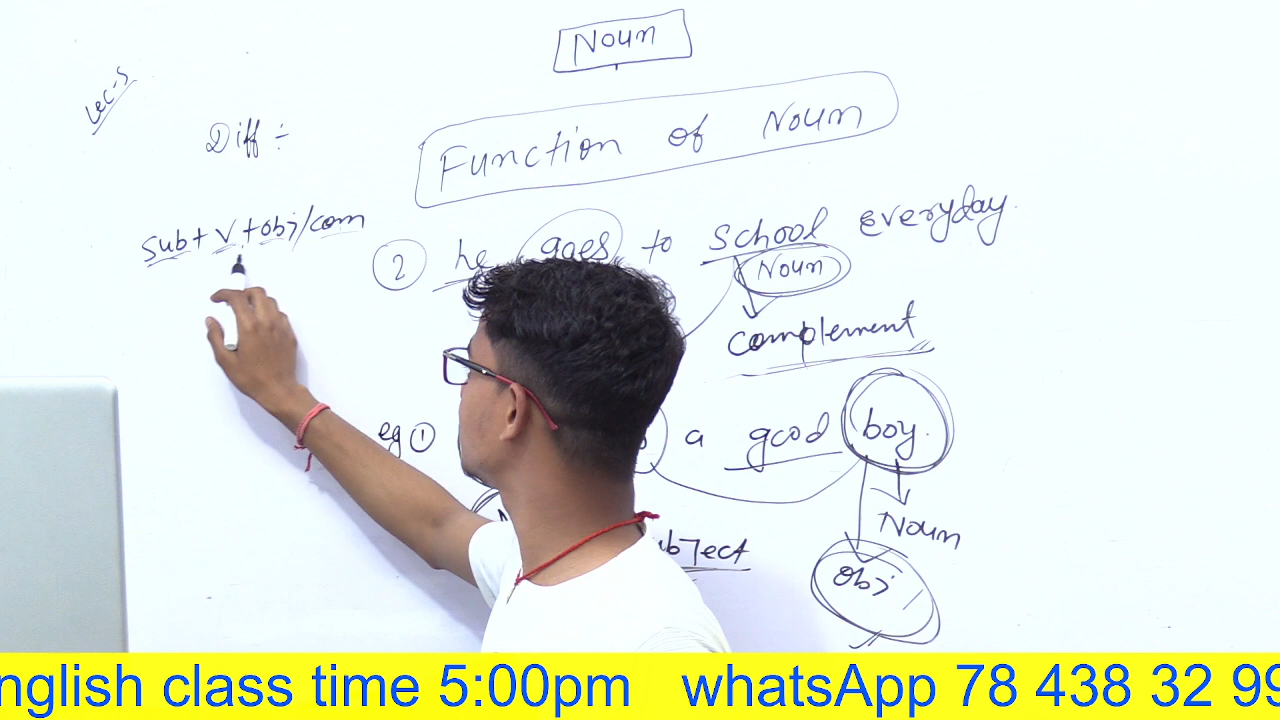 Noun
Lec-5
Diff ÷
Function of Noun
Sub + V + obj/com
② he goes to school everyday.
Noun
complement
eg ① a good boy.
Noun
obj
nglish class time 5:00pm whatsApp 78 438 32 99